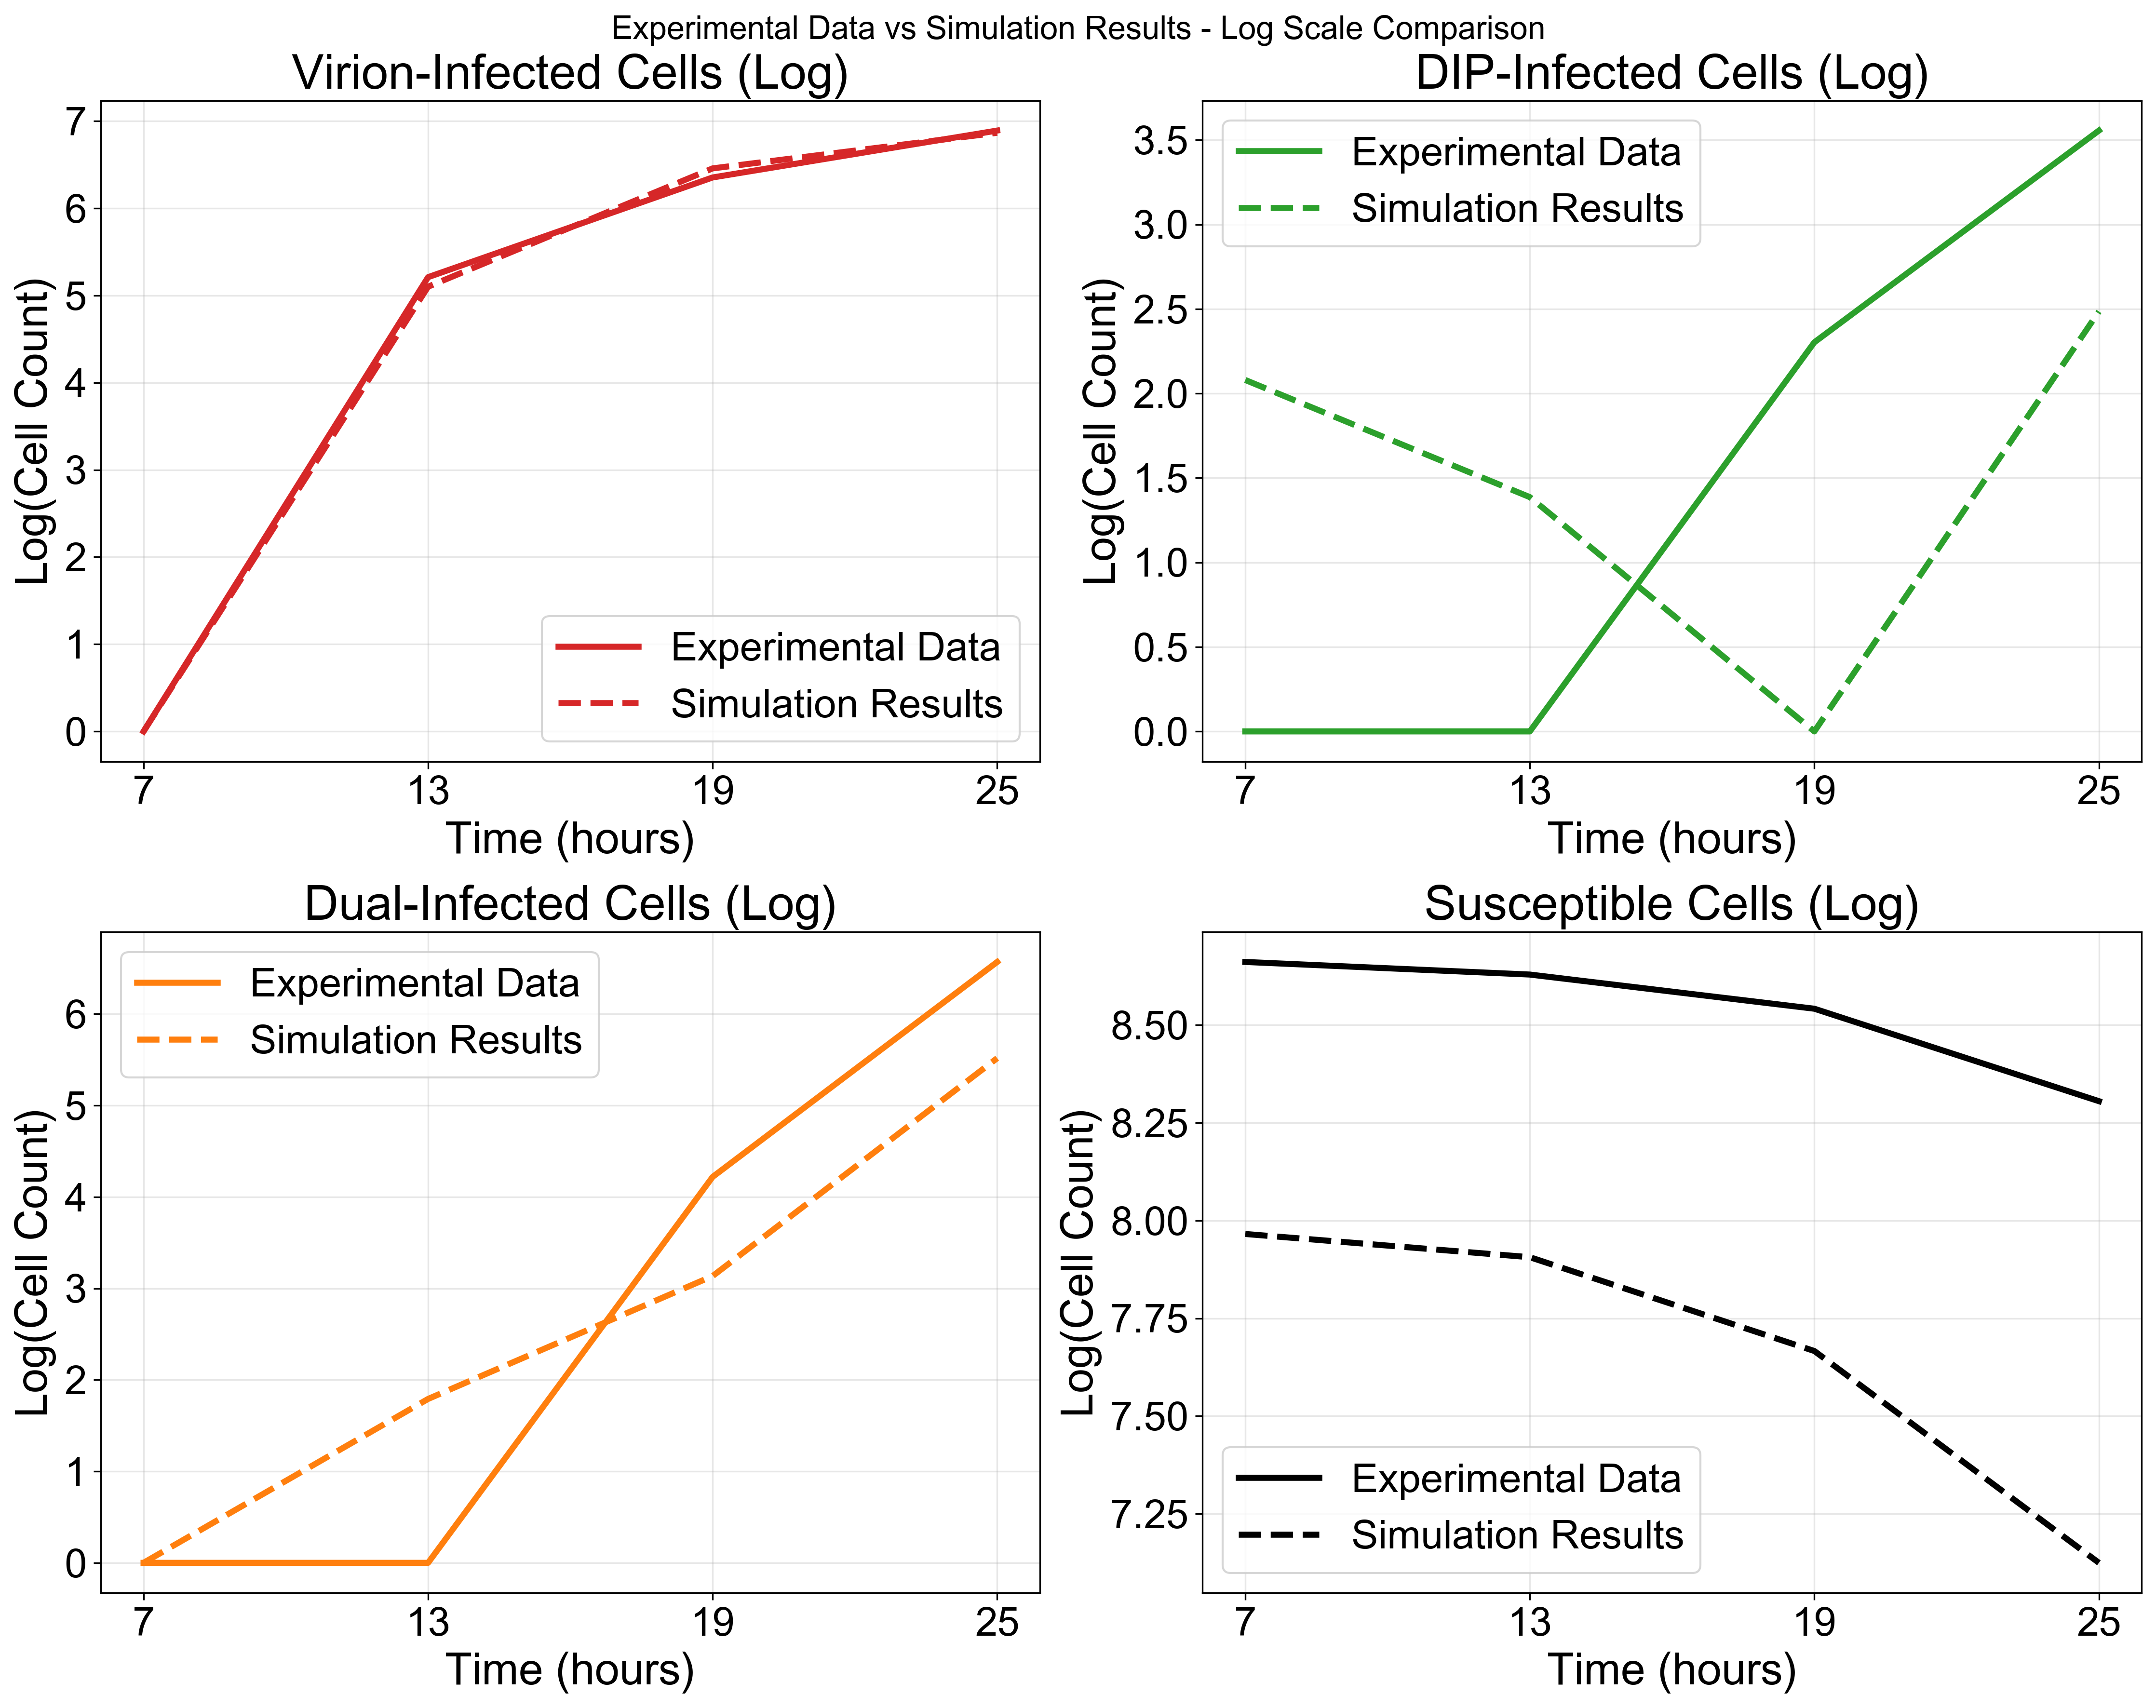 Experimental Data vs Simulation Results - Log Scale Comparison
Virion-Infected Cells (Log)
Log(Cell Count)
7
6
5
4
3
2
1
0
Experimental Data
Simulation Results
7 13 19 25
Time (hours)
DIP-Infected Cells (Log)
Log(Cell Count)
3.5
3.0
2.5
2.0
1.5
1.0
0.5
0.0
Experimental Data
Simulation Results
7 13 19 25
Time (hours)
Dual-Infected Cells (Log)
Log(Cell Count)
6
5
4
3
2
1
0
Experimental Data
Simulation Results
7 13 19 25
Time (hours)
Susceptible Cells (Log)
Log(Cell Count)
8.50
8.25
8.00
7.75
7.50
7.25
Experimental Data
Simulation Results
7 13 19 25
Time (hours)